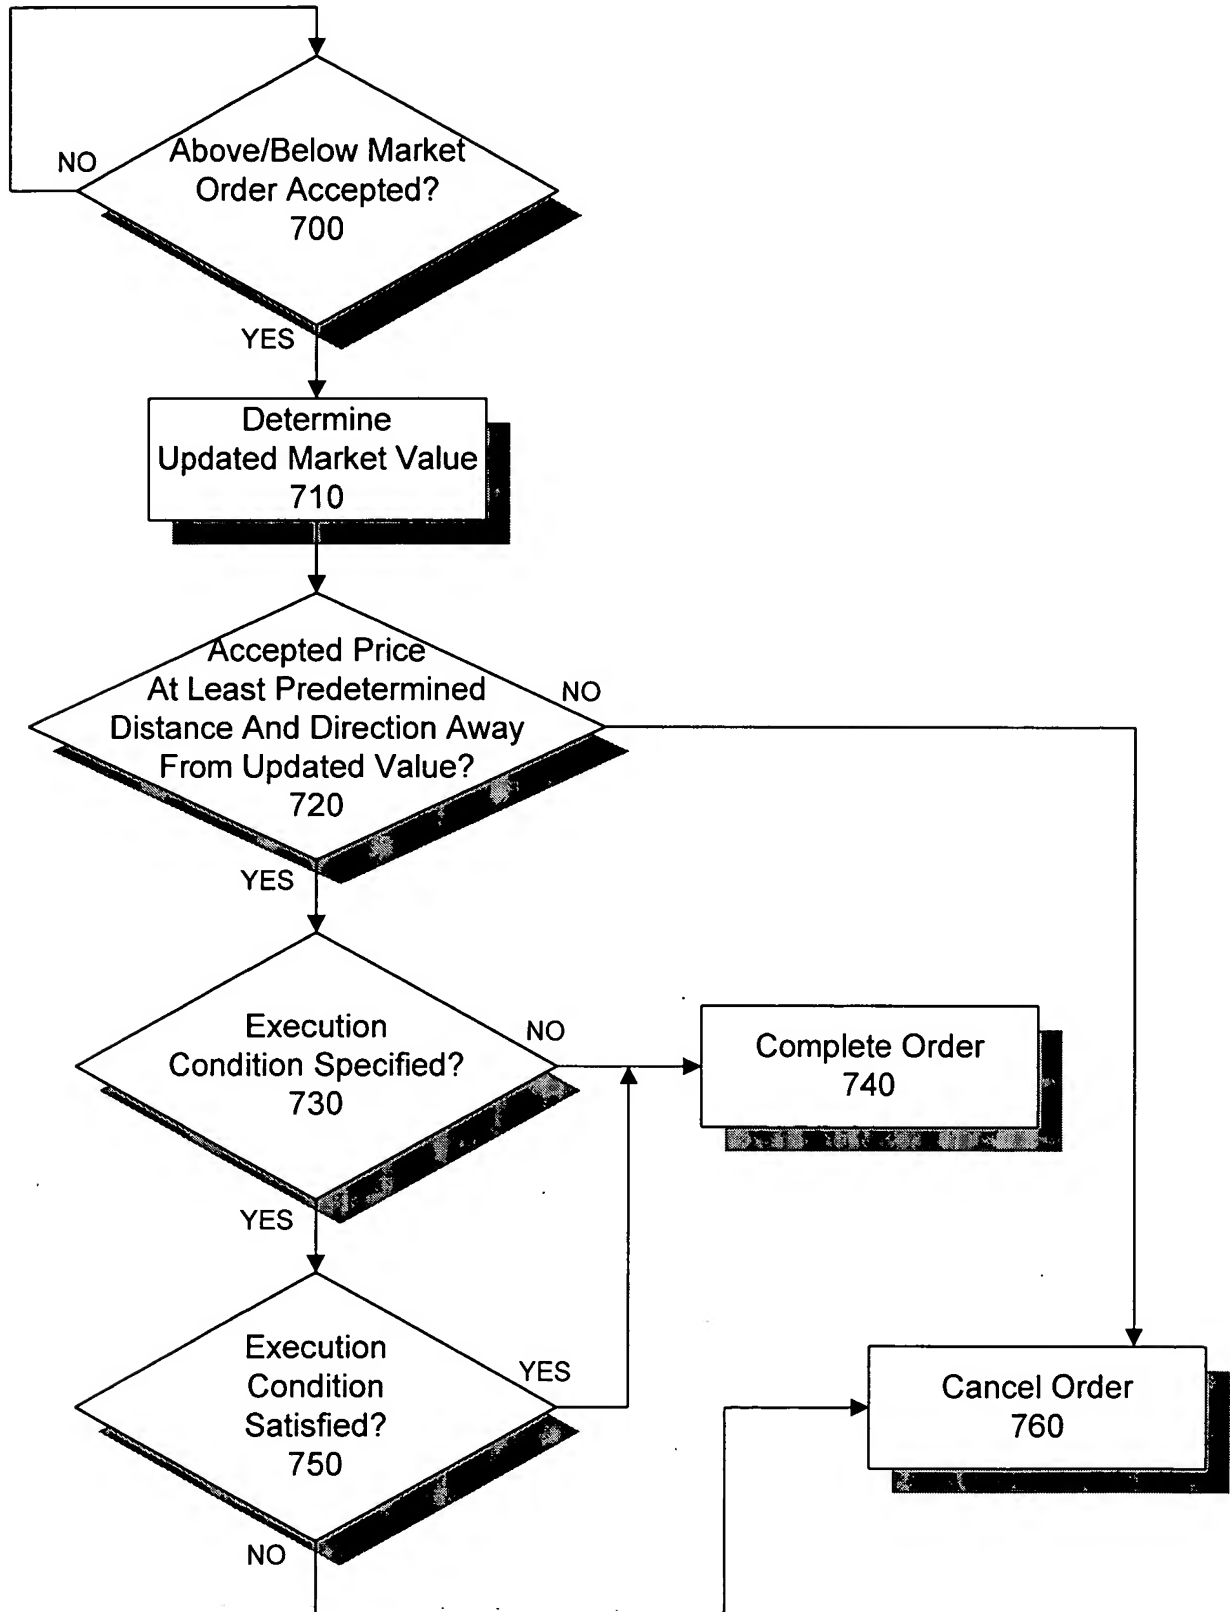 Above/Below Market
Order Accepted?
700
NO
YES
Determine
Updated Market Value
710
Accepted Price
At Least Predetermined
Distance And Direction Away
From Updated Value?
720
NO
YES
Execution
Condition Specified?
730
NO
Complete Order
740
YES
Execution
Condition
Satisfied?
750
YES
Cancel Order
760
NO